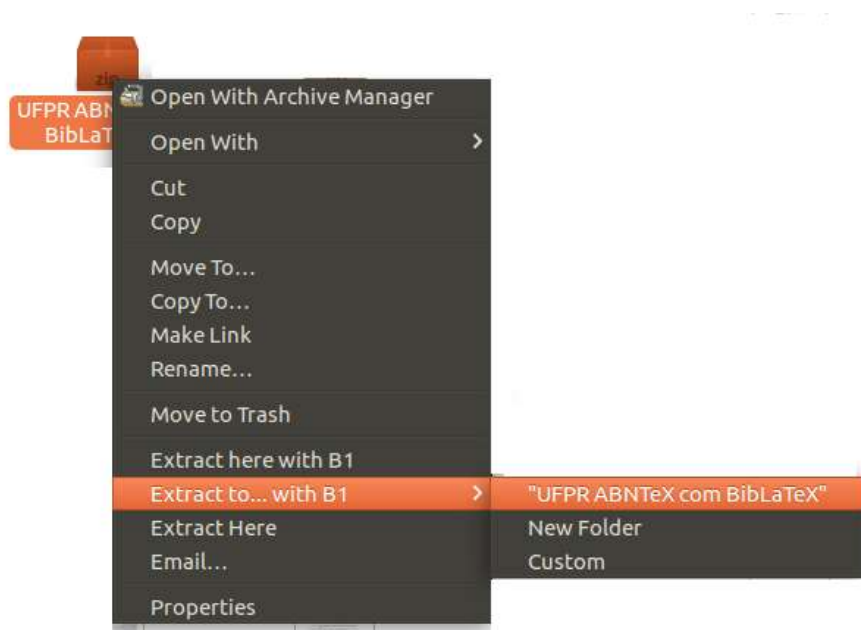 zip
UFPR ABN
BibLaT
Open With Archive Manager
Open With
Cut
Copy
Move To...
Copy To...
Make Link
Rename...
Move to Trash
Extract here with B1
Extract to... with B1
"UFPR ABNTeX com BibLaTeX"
Extract Here
New Folder
Email...
Custom
Properties